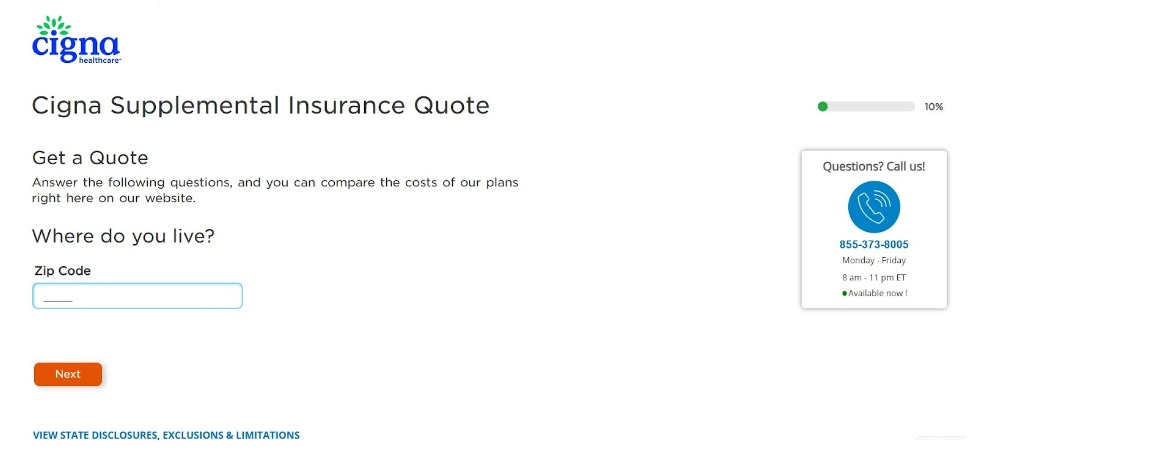 cigna
healthcare™
Cigna Supplemental Insurance Quote
10%
Get a Quote
Answer the following questions, and you can compare the costs of our plans
right here on our website.
Where do you live?
Zip Code
_____
Next
VIEW STATE DISCLOSURES, EXCLUSIONS & LIMITATIONS
Questions? Call us!
855-373-8005
Monday - Friday
8 am - 11 pm ET
Available now !